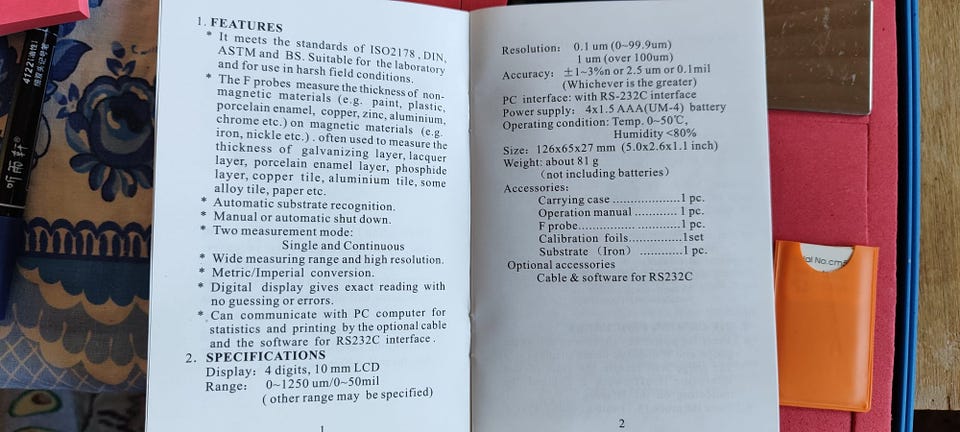 1. FEATURES
* It meets the standards of ISO2178, DIN,
ASTM and BS. Suitable for the laboratory
and for use in harsh field conditions.
* The F probes measure the thickness of non-
magnetic materials (e.g. paint, plastic,
porcelain enamel, copper, zinc, aluminium,
chrome etc.) on magnetic materials (e.g.
iron, nickle etc.) . often used to measure the
thickness of galvanizing layer, lacquer
layer, porcelain enamel layer, phosphide
layer, copper tile, aluminium tile, some
alloy tile, paper etc.
* Automatic substrate recognition.
* Manual or automatic shut down.
* Two measurement mode:
Single and Continuous
* Wide measuring range and high resolution.
* Metric/Imperial conversion.
* Digital display gives exact reading with
no guessing or errors.
* Can communicate with PC computer for
statistics and printing by the optional cable
and the software for RS232C interface.
2. SPECIFICATIONS
Display: 4 digits, 10 mm LCD
Range: 0~1250 um/0~50mil
( other range may be specified)
1
Resolution: 0.1 um (0~99.9um)
1 um (over 100um)
Accuracy: ±1~3%n or 2.5 um or 0.1mil
(Whichever is the greater)
PC interface: with RS-232C interface
Power supply: 4x1.5 AAA(UM-4) battery
Operating condition: Temp. 0~50℃,
Humidity <80%
Size: 126x65x27 mm (5.0x2.6x1.1 inch)
Weight: about 81 g
(not including batteries)
Accessories:
Carrying case ..................1 pc.
Operation manual ............ 1 pc.
F probe............... ............1 pc.
Calibration foils..............1set
Substrate (Iron) ............1 pc.
Optional accessories
Cable & software for RS232C
2
4122(油性)
听雨轩
No.cm